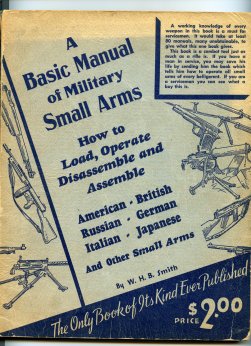 A working knowledge of every
weapon in this book is a must for
servicemen. It would take at least
80 manuals, many unobtainable, to
give what this one book gives.
This book is a combat tool just as
much as a rifle is. If you have a
man in service, you may save his
life by sending him the book which
tells him how to operate all small
arms of every belligerent. If you are
a serviceman you can see what a
buy this is.
A
Basic Manual
of Military
Small Arms
How to
Load, Operate
Disassemble and
Assemble
American · British
Russian · German
Italian · Japanese
And Other Small Arms
By W. H. B. Smith
The Only Book of Its Kind Ever Published
PRICE $2.00